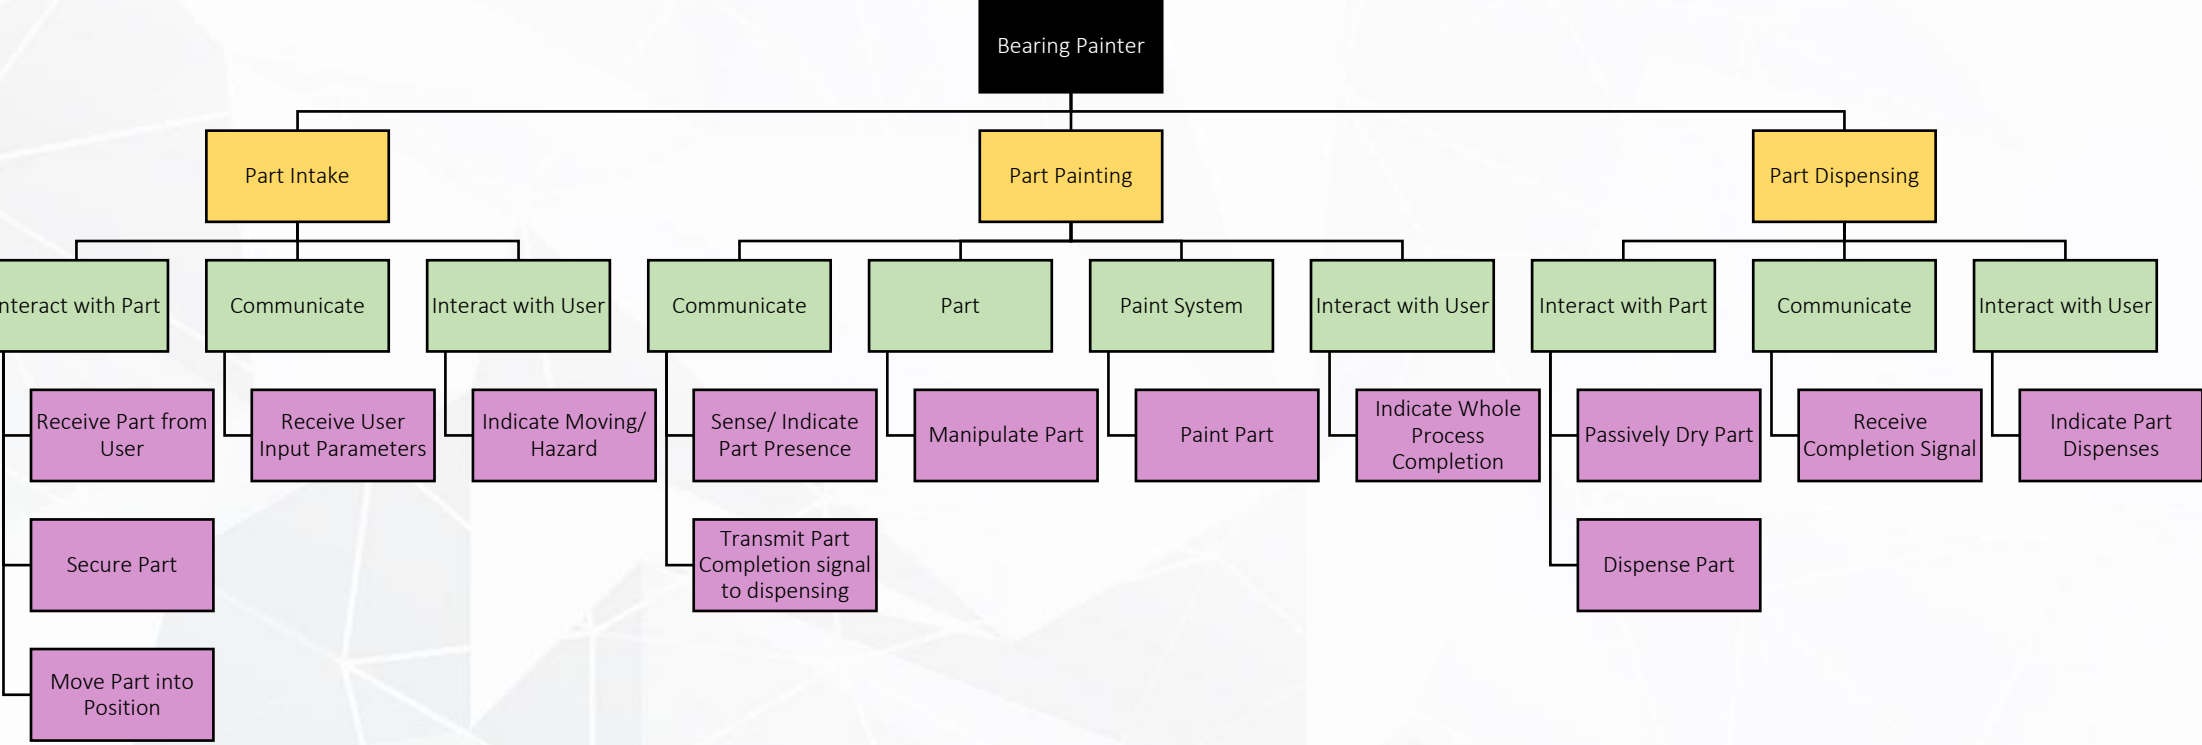 Bearing Painter
Part Intake
Part Painting
Part Dispensing
nteract with Part
Communicate
Interact with User
Communicate
Part
Paint System
Interact with User
Interact with Part
Communicate
Interact with User
Receive Part from
User
Receive User
Input Parameters
Indicate Moving/
Hazard
Sense/ Indicate
Part Presence
Manipulate Part
Paint Part
Indicate Whole
Process
Completion
Passively Dry Part
Receive
Completion Signal
Indicate Part
Dispenses
Secure Part
Transmit Part
Completion signal
to dispensing
Dispense Part
Move Part into
Position